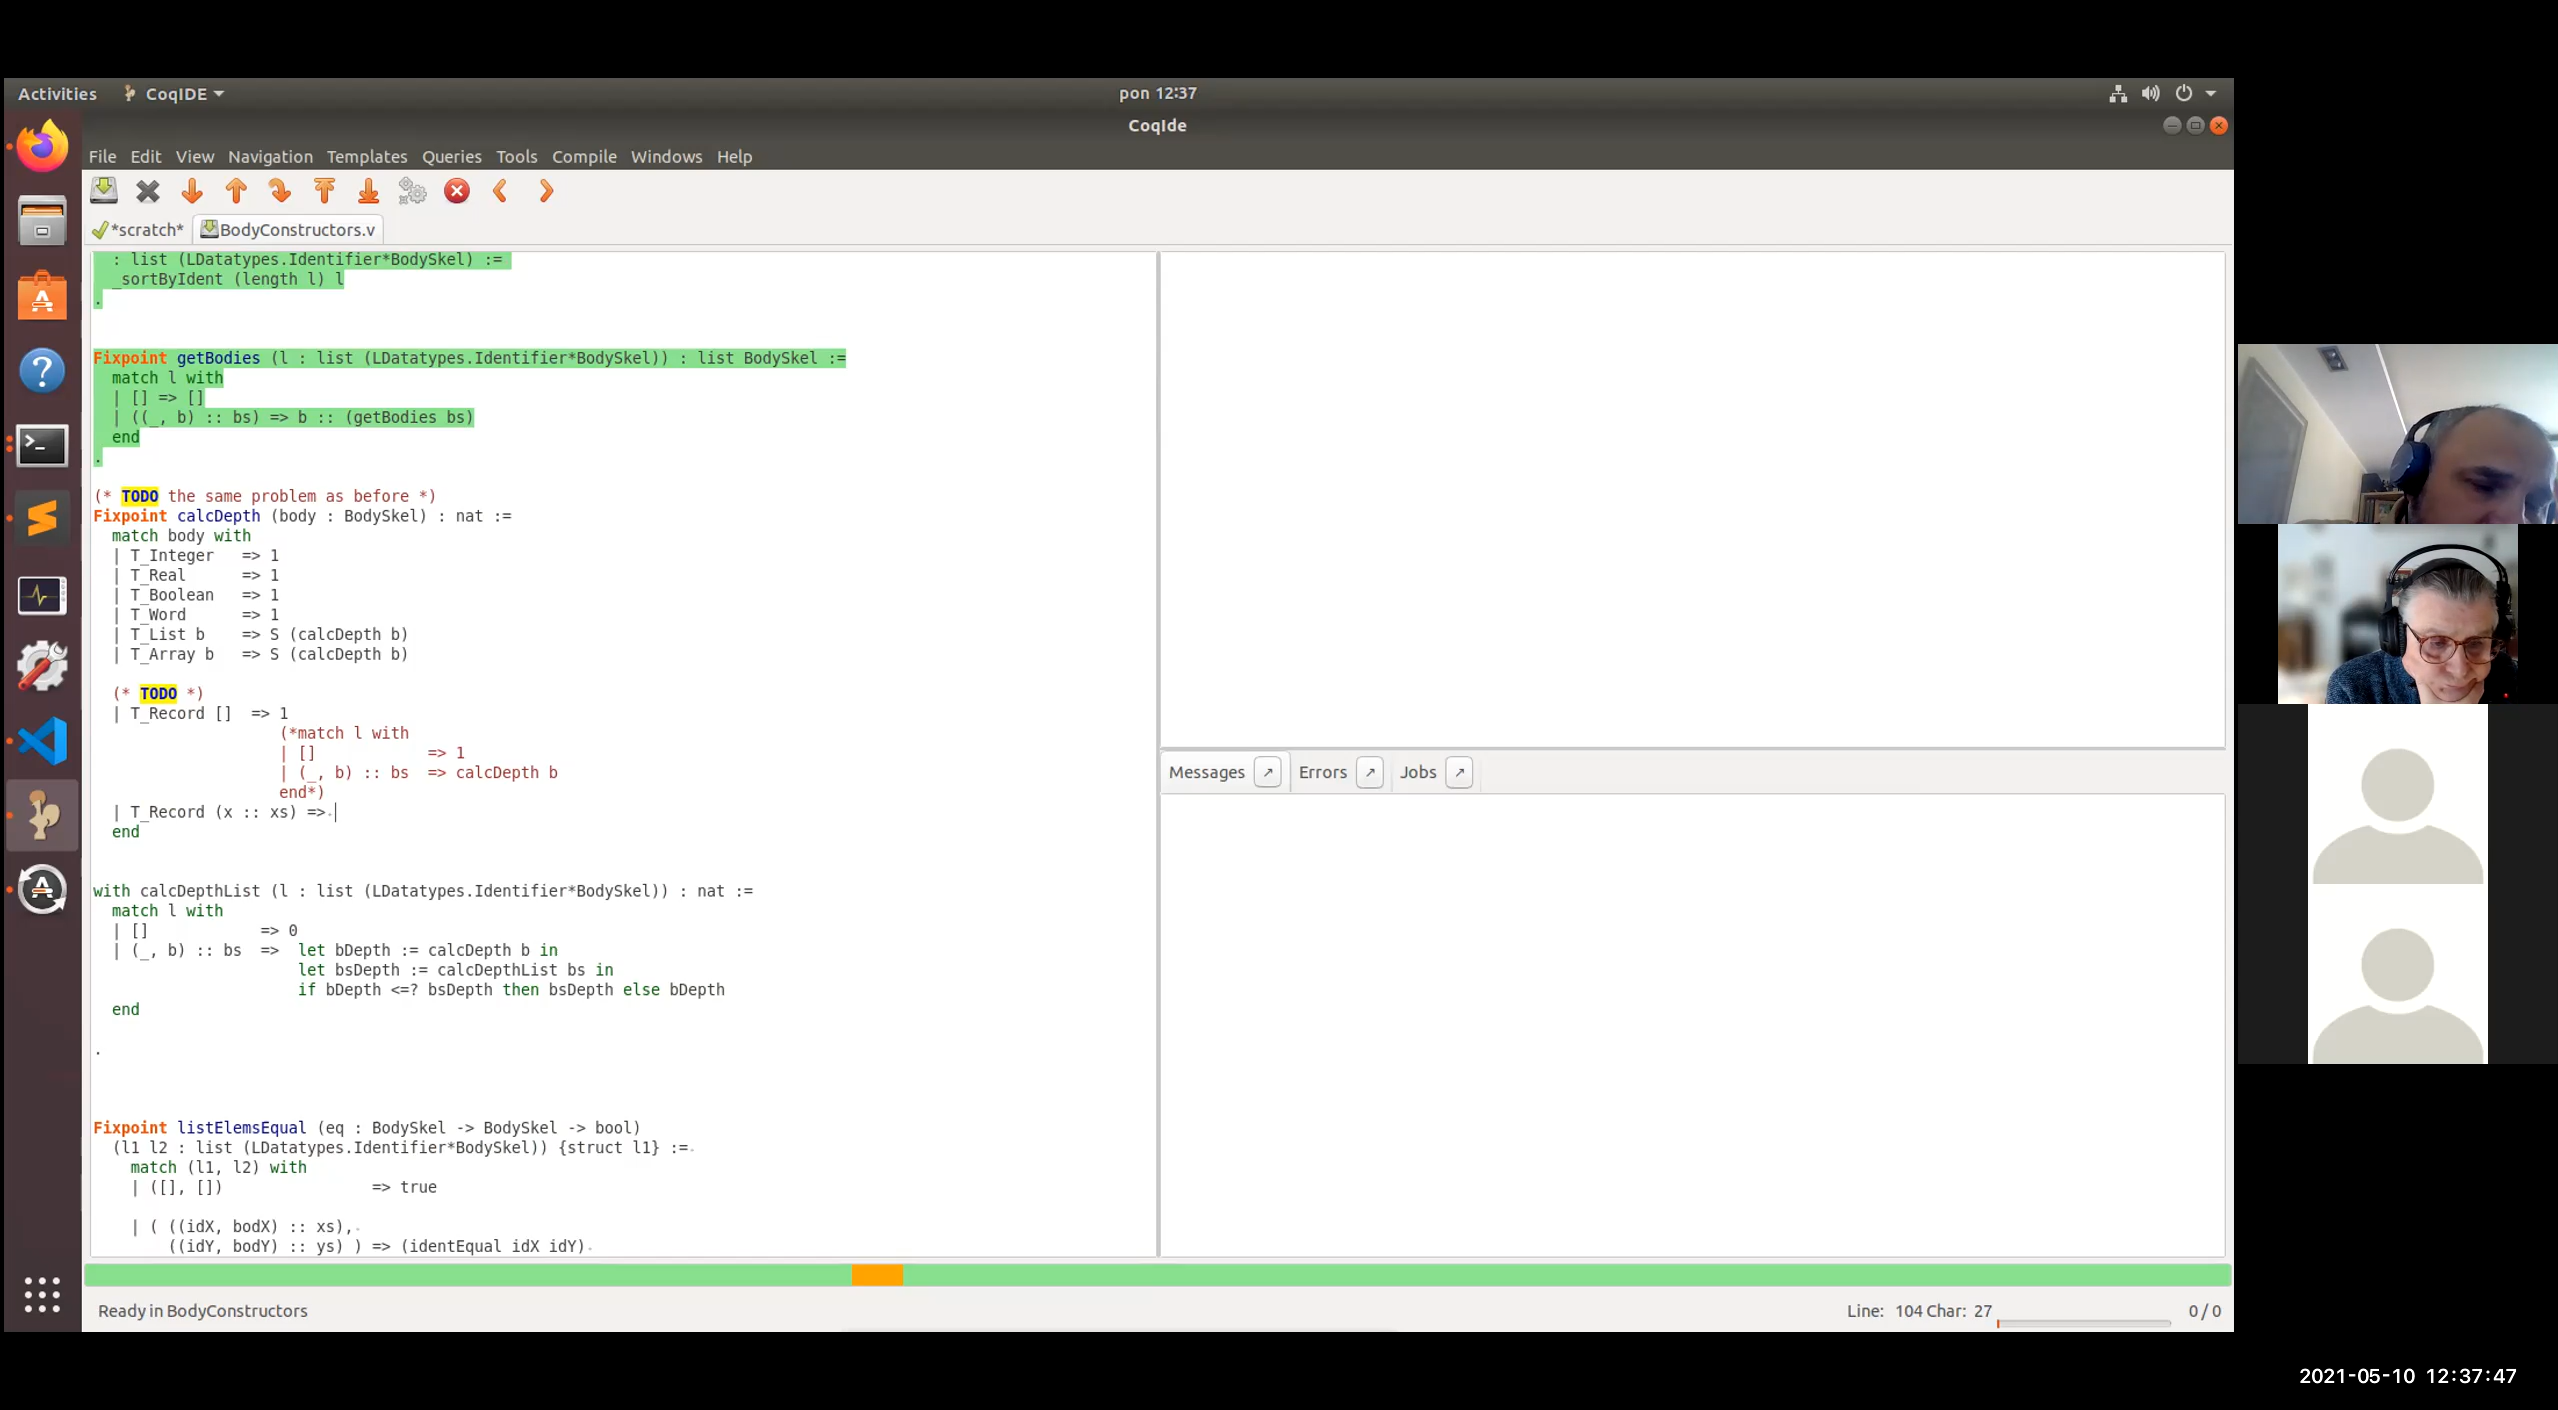 Activities CoqIDE pon 12:37
CoqIde
File Edit View Navigation Templates Queries Tools Compile Windows Help
*scratch* BodyConstructors.v
: list (LDatatypes.Identifier*BodySkel) :=
_sortByIdent (length l) l
.
Fixpoint getBodies (l : list (LDatatypes.Identifier*BodySkel)) : list BodySkel :=
match l with
| [] => []
| ((_, b) :: bs) => b :: (getBodies bs)
end
.
(* TODO the same problem as before *)
Fixpoint calcDepth (body : BodySkel) : nat :=
match body with
| T_Integer => 1
| T_Real => 1
| T_Boolean => 1
| T_Word => 1
| T_List b => S (calcDepth b)
| T_Array b => S (calcDepth b)
(* TODO *)
| T_Record [] => 1
(*match l with
| [] => 1
| (_, b) :: bs => calcDepth b
end*)
| T_Record (x :: xs) =>
end
with calcDepthList (l : list (LDatatypes.Identifier*BodySkel)) : nat :=
match l with
| [] => 0
| (_, b) :: bs => let bDepth := calcDepth b in
let bsDepth := calcDepthList bs in
if bDepth <=? bsDepth then bsDepth else bDepth
end
.
Fixpoint listElemsEqual (eq : BodySkel -> BodySkel -> bool)
(l1 l2 : list (LDatatypes.Identifier*BodySkel)) {struct l1} :=
match (l1, l2) with
| ([], []) => true
| ( ((idX, bodX) :: xs),
((idY, bodY) :: ys) ) => (identEqual idX idY)
Messages Errors Jobs
Ready in BodyConstructors Line: 104 Char: 27 0 / 0
2021-05-10 12:37:47